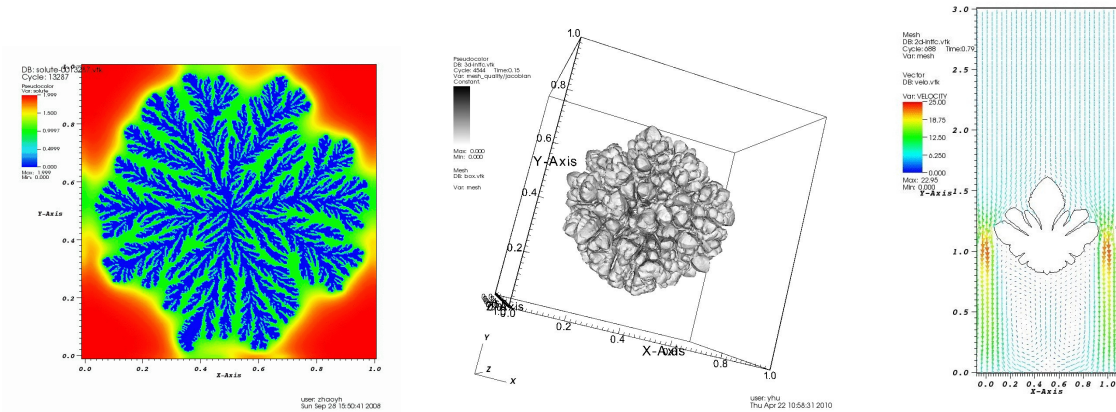 DB: solute-0013287.vtk
Cycle: 13287
Pseudocolor
Var: solute
1.999
1.500
0.9997
0.4999
0.000
Max: 1.999
Min: 0.000
1.0
0.8
0.6
Y-Axis
0.4
0.2
0.0
0.0 0.2 0.4 0.6 0.8 1.0
X-Axis
user: zhaoyh
Sun Sep 28 15:50:41 2008
Pseudocolor
DB: 3d-intfc.vtk
Cycle: 4544 Time:0.15
Var: mesh_quality/jacobian
Constant
Max: 0.000
Min: 0.000
Mesh
DB: box.vtk
Var: mesh
1.0
0.8
0.6
Y-Axis
0.4
0.2
0.0
0.2
0.4
X-Axis
0.8
1.0
Y
Z
X
user: yhu
Thu Apr 22 10:58:31 2010
Mesh
DB: 2d-intfc.vtk
Cycle: 688 Time:0.79
Var: mesh
Vector
DB: velo.vtk
Var: VELOCITY
25.00
18.75
12.50
6.250
0.000
Max: 22.95
Min: 0.000
3.0
2.5
2.0
Y-Axis
1.5
1.0
0.5
0.0
0.0 0.2 0.4 0.6 0.8 1.0
X-Axis